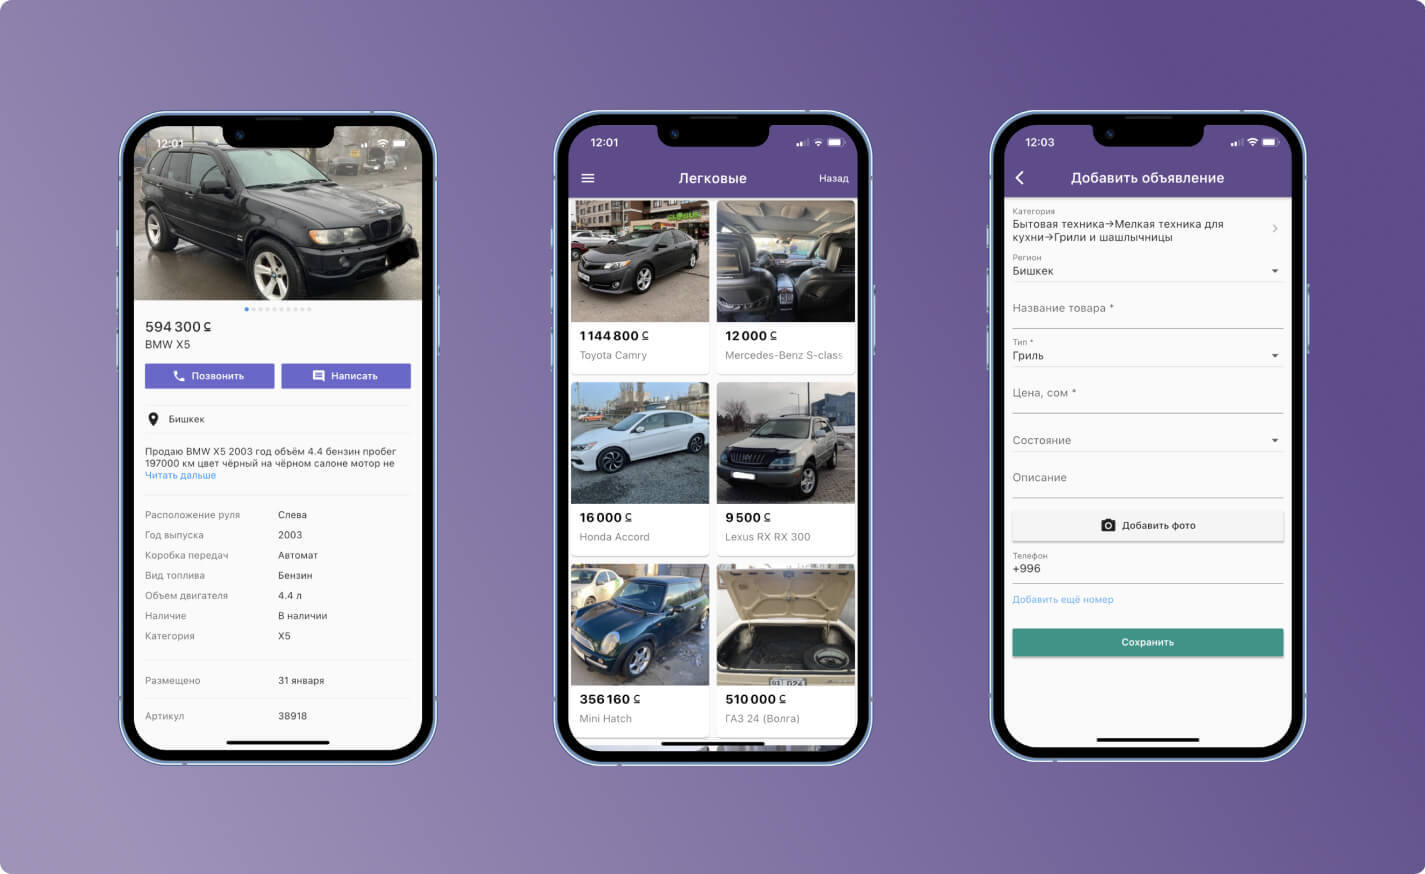 12:01
594 300 ⊆
BMW X5
Позвонить
Написать
Бишкек
Продаю BMW X5 2003 год объём 4.4 бензин пробег
197000 км цвет чёрный на чёрном салоне мотор не
Читать дальше
Расположение руля Слева
Год выпуска 2003
Коробка передач Автомат
Вид топлива Бензин
Объем двигателя 4.4 л
Наличие В наличии
Категория X5
Размещено 31 января
Артикул 38918
12:01
Легковые
Назад
GLOBUS
1 144 800 ⊆
Toyota Camry
12 000 ⊆
Mercedes-Benz S-class
16 000 ⊆
Honda Accord
9 500 ⊆
Lexus RX RX 300
356 160 ⊆
Mini Hatch
510 000 ⊆
ГАЗ 24 (Волга)
12:03
Добавить объявление
Категория
Бытовая техника→Мелкая техника для
кухни→Грили и шашлычницы
Регион
Бишкек
Название товара *
Тип *
Гриль
Цена, сом *
Состояние
Описание
Добавить фото
Телефон
+996
Добавить ещё номер
Сохранить